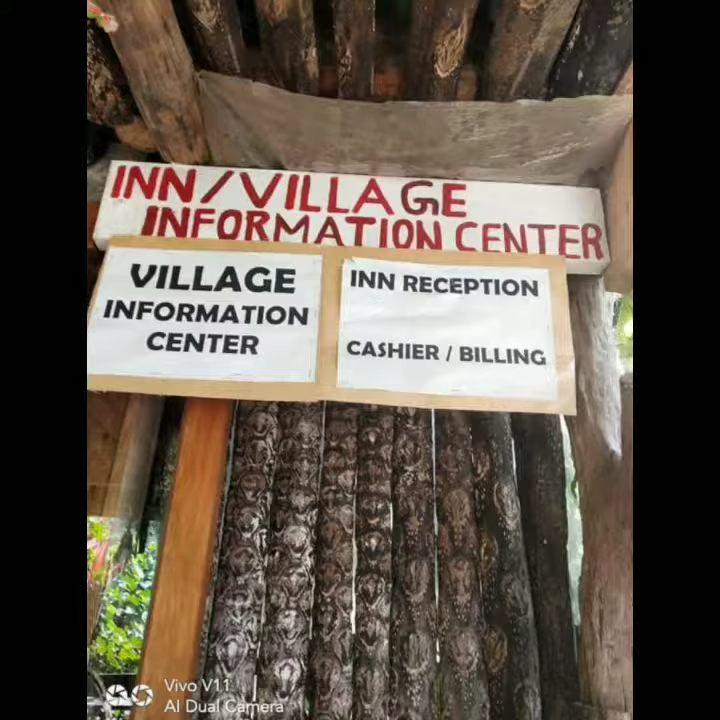 INN/VILLAGE
INFORMATION CENTER
VILLAGE
INFORMATION
CENTER
INN RECEPTION
CASHIER / BILLING
Vivo V11
AI Dual Camera